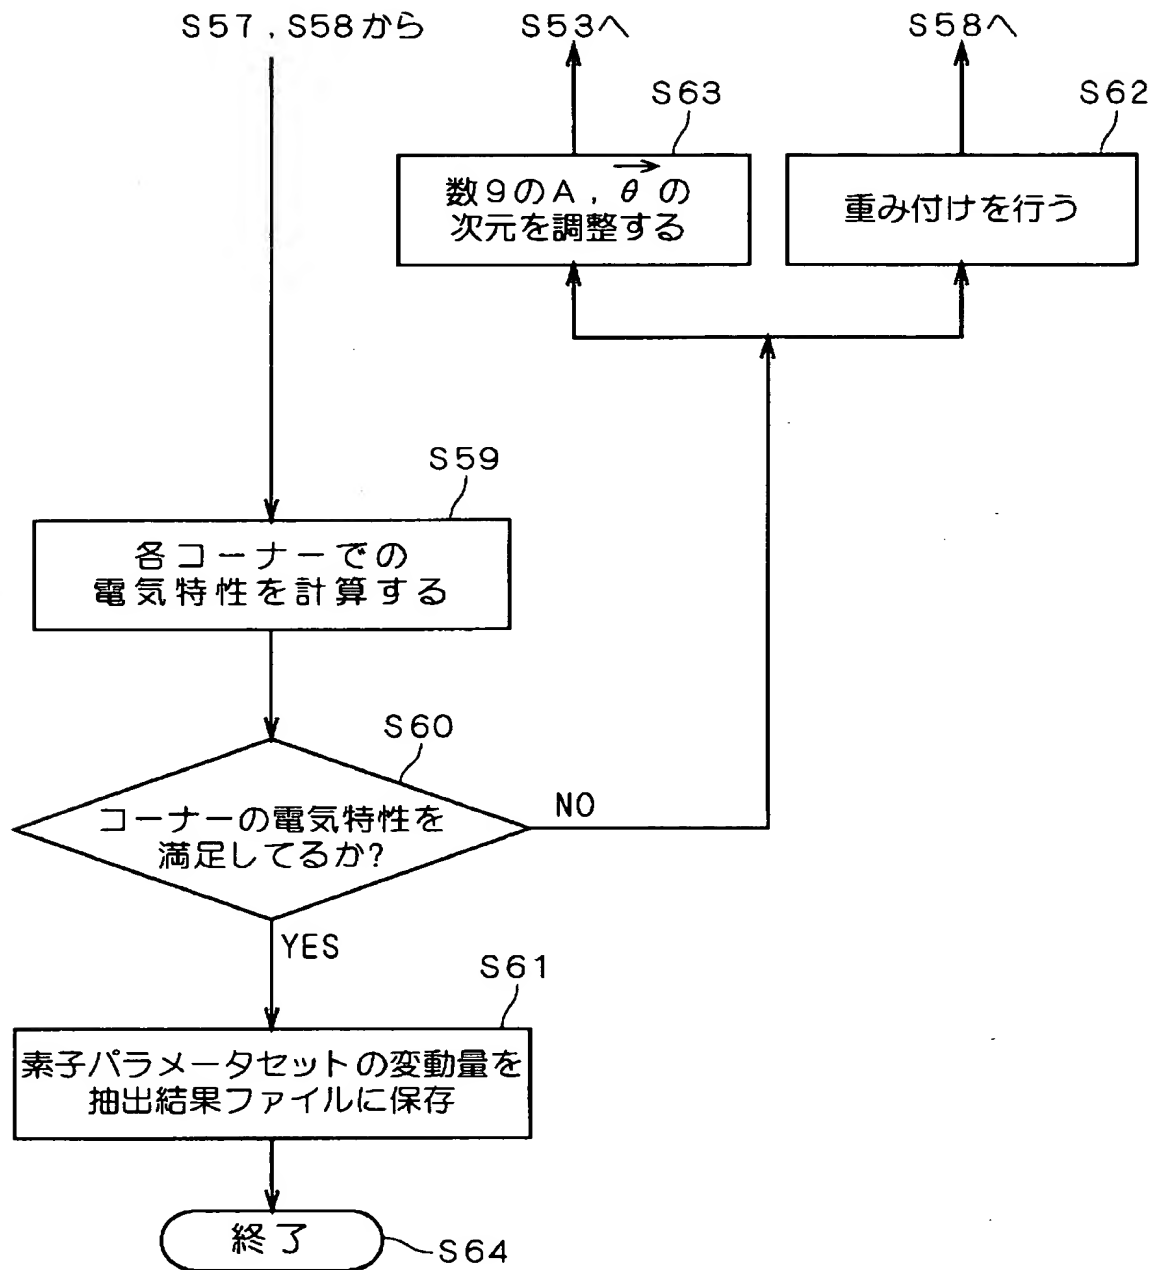 S57,S58から
S53へ
S58へ
S63
S62
数9のA,θの
次元を調整する
重み付けを行う
S59
各コーナーでの
電気特性を計算する
S60
コーナーの電気特性を
満足してるか?
NO
YES
S61
素子パラメータセットの変動量を
抽出結果ファイルに保存
終了
S64